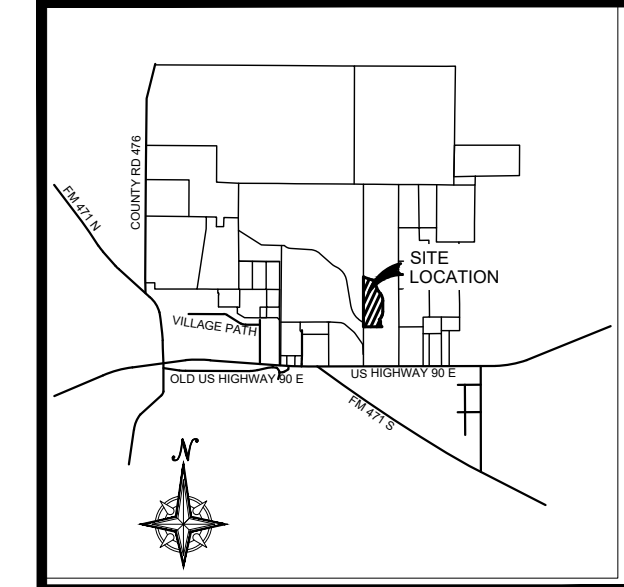 COUNTY RD 476
FM 471 N
SITE
LOCATION
VILLAGE PATH
OLD US HIGHWAY 90 E
US HIGHWAY 90 E
FM 471 S
N